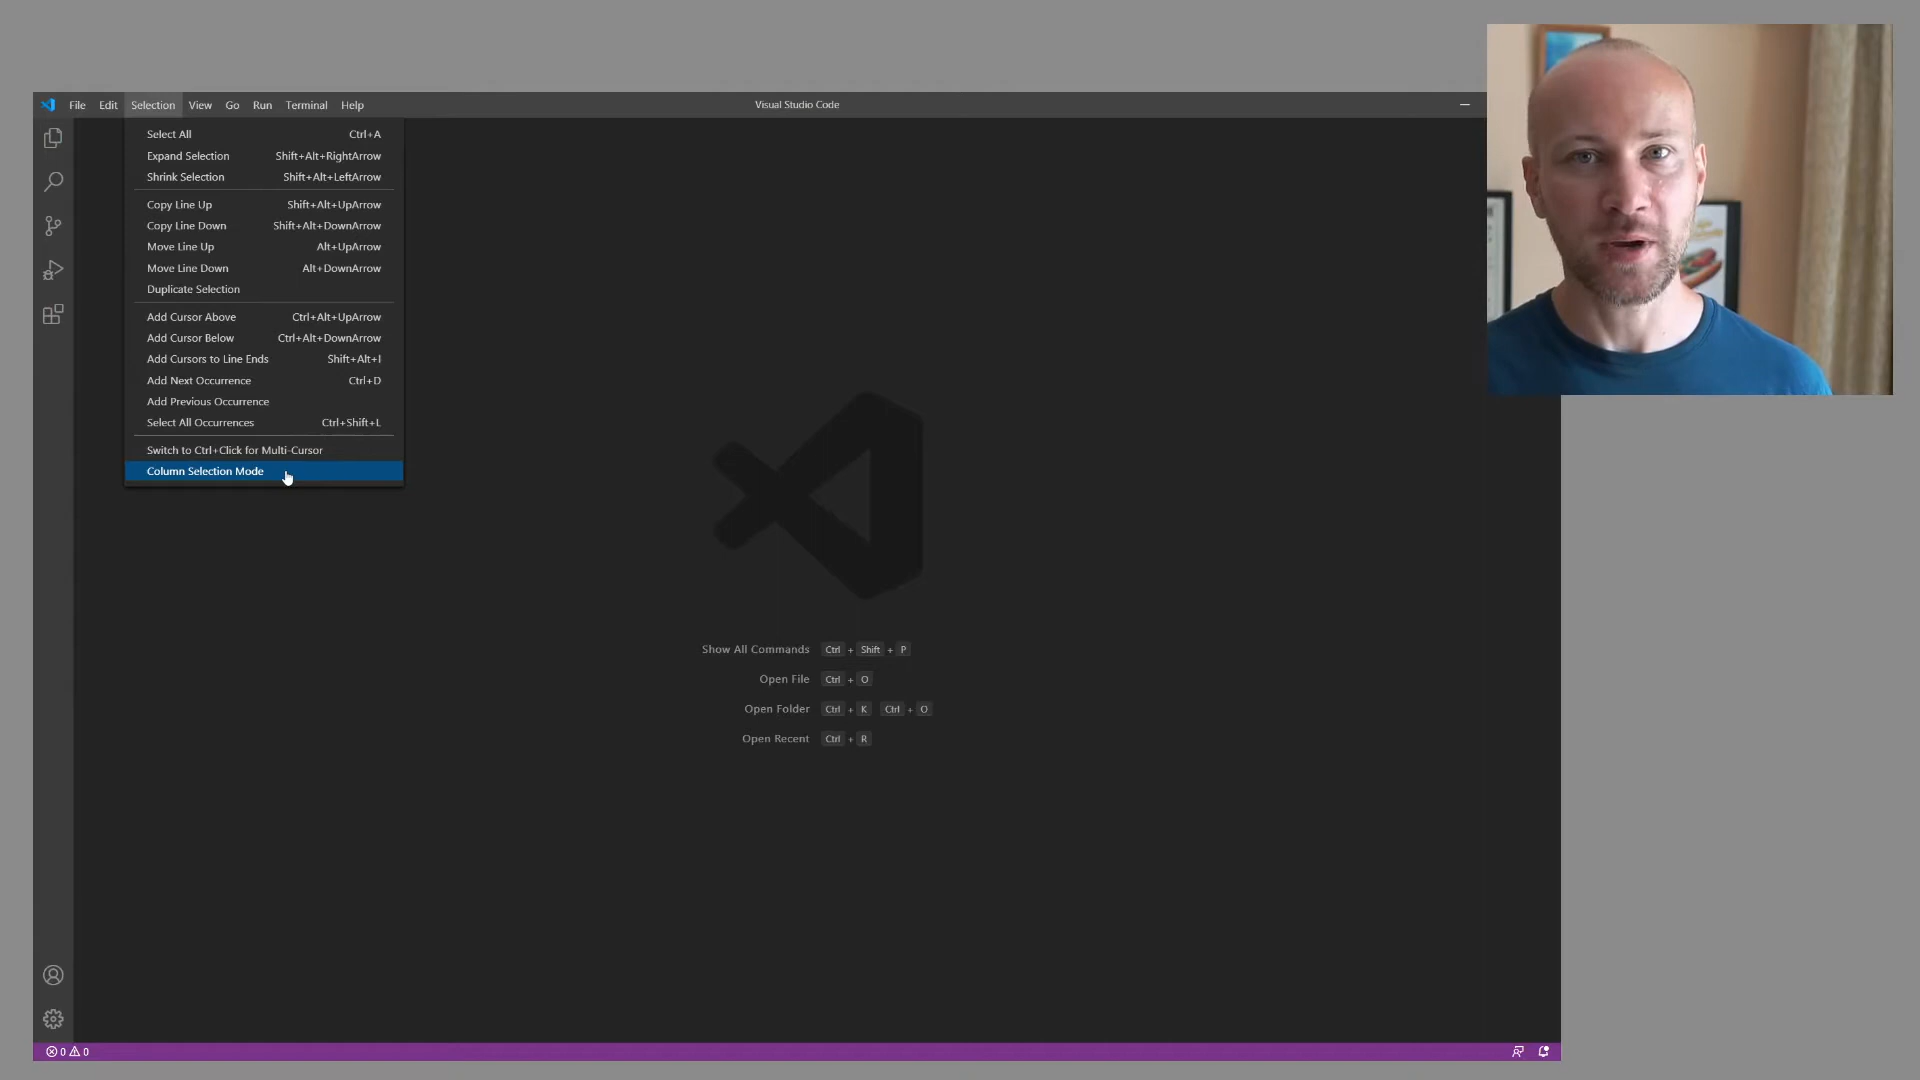 File Edit Selection View Go Run Terminal Help
Visual Studio Code
Select All Ctrl+A
Expand Selection Shift+Alt+RightArrow
Shrink Selection Shift+Alt+LeftArrow
Copy Line Up Shift+Alt+UpArrow
Copy Line Down Shift+Alt+DownArrow
Move Line Up Alt+UpArrow
Move Line Down Alt+DownArrow
Duplicate Selection
Add Cursor Above Ctrl+Alt+UpArrow
Add Cursor Below Ctrl+Alt+DownArrow
Add Cursors to Line Ends Shift+Alt+I
Add Next Occurrence Ctrl+D
Add Previous Occurrence
Select All Occurrences Ctrl+Shift+L
Switch to Ctrl+Click for Multi-Cursor
Column Selection Mode
Show All Commands Ctrl + Shift + P
Open File Ctrl + O
Open Folder Ctrl + K Ctrl + O
Open Recent Ctrl + R
0 0